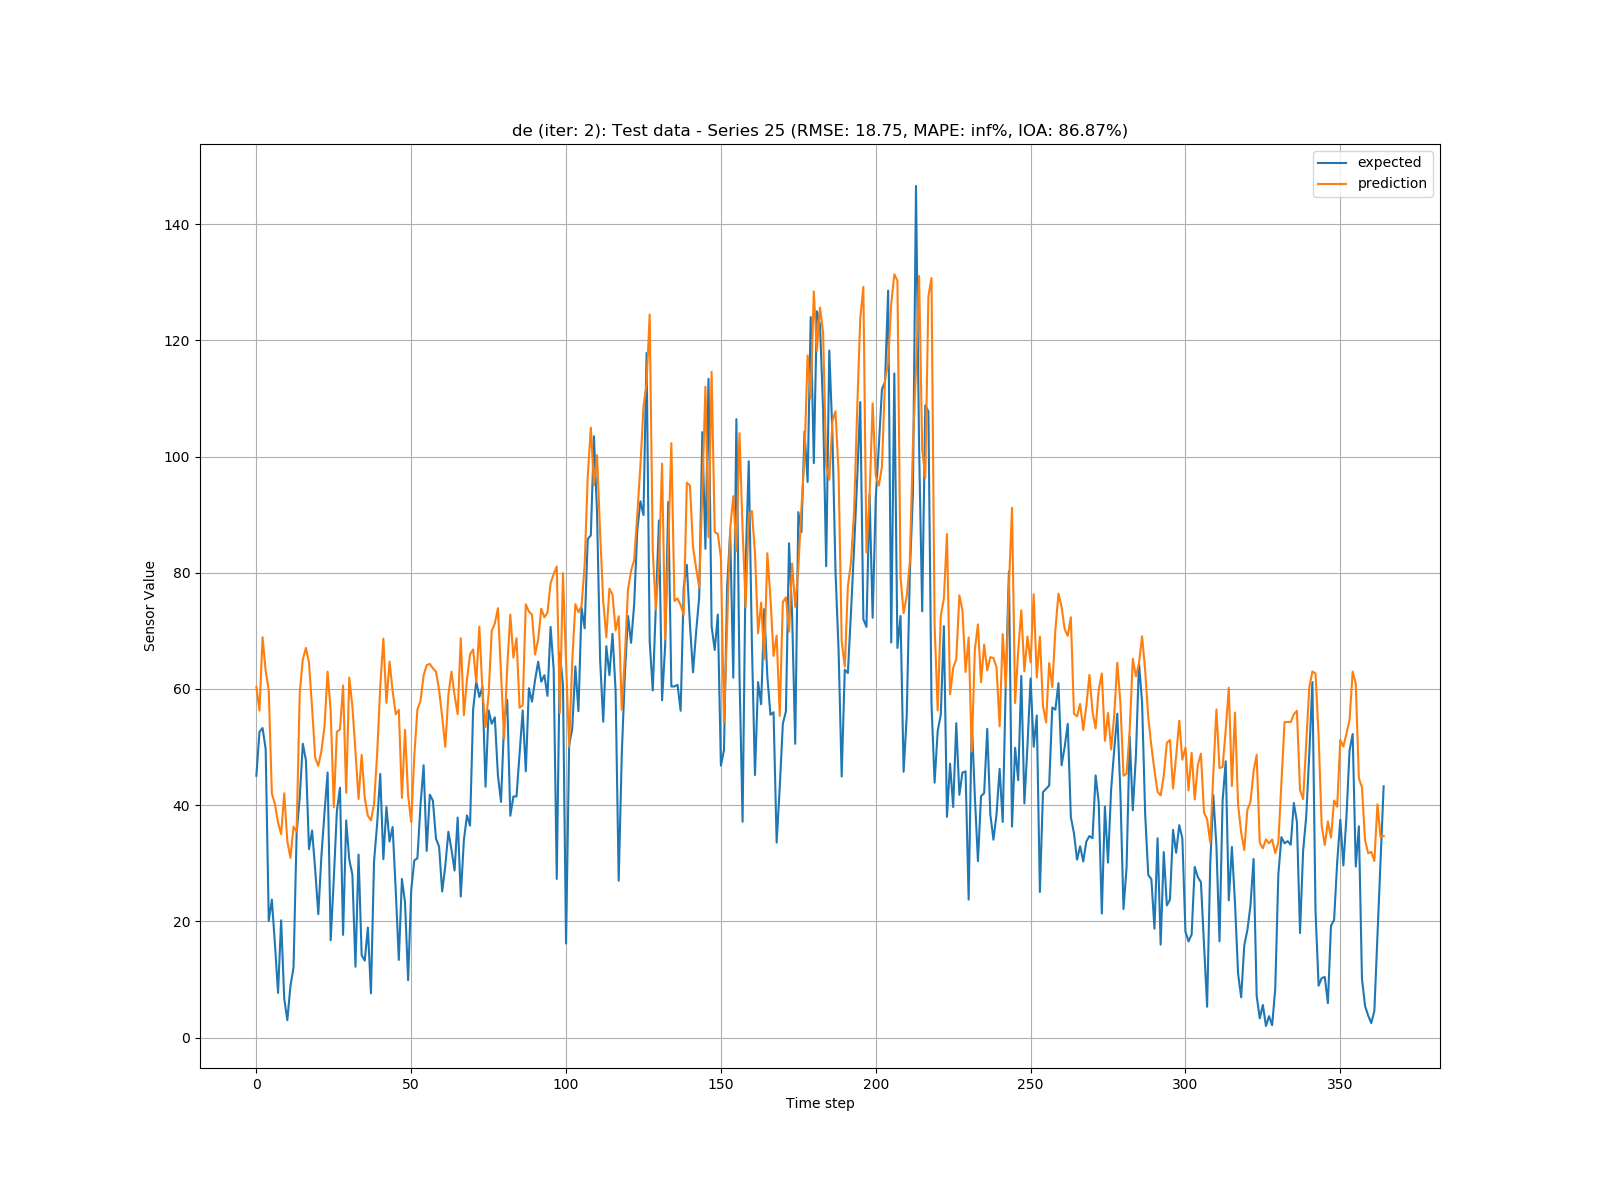 de (iter: 2): Test data - Series 25 (RMSE: 18.75, MAPE: inf%, IOA: 86.87%)
expected
prediction
140
120
100
80
60
40
20
0
Sensor Value
0 50 100 150 200 250 300 350
Time step